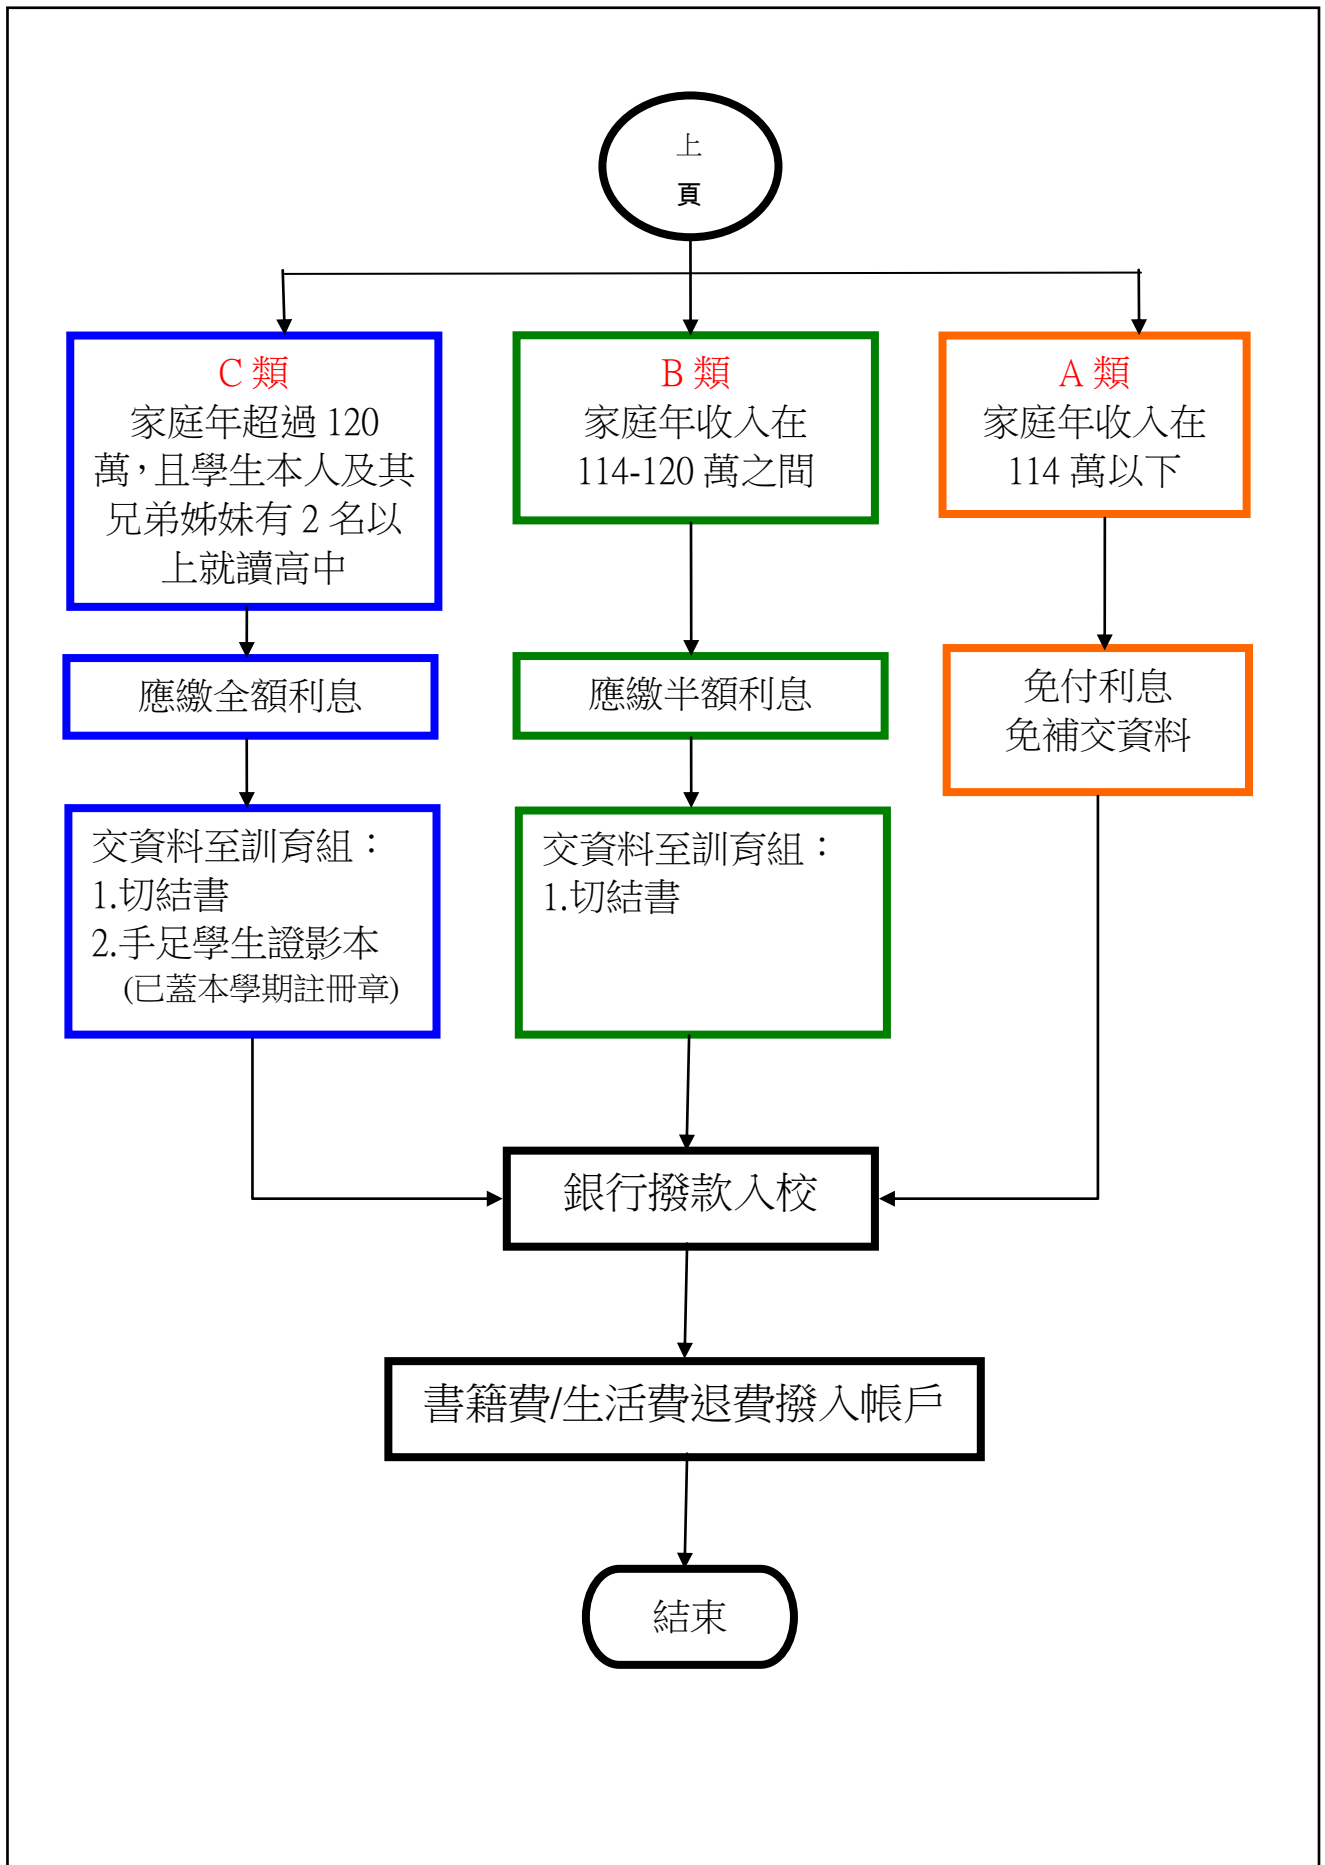 上
頁
C 類
家庭年超過 120
萬，且學生本人及其
兄弟姊妹有 2 名以
上就讀高中
B 類
家庭年收入在
114-120 萬之間
A 類
家庭年收入在
114 萬以下
應繳全額利息
應繳半額利息
免付利息
免補交資料
交資料至訓育組：
1.切結書
2.手足學生證影本
(已蓋本學期註冊章)
交資料至訓育組：
1.切結書
銀行撥款入校
書籍費/生活費退費撥入帳戶
結束